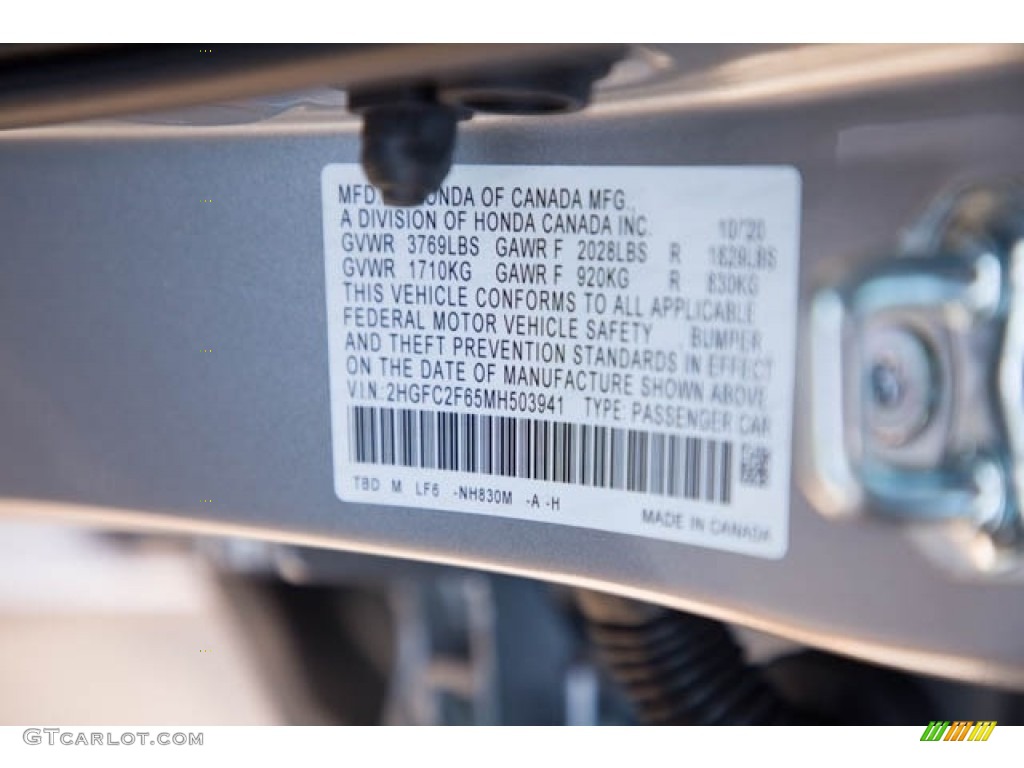 MFD. HONDA OF CANADA MFG.,
A DIVISION OF HONDA CANADA INC. 10/20
GVWR 3769LBS GAWR F 2028LBS R 1829LBS
GVWR 1710KG GAWR F 920KG R 830KG
THIS VEHICLE CONFORMS TO ALL APPLICABLE
FEDERAL MOTOR VEHICLE SAFETY , BUMPER
AND THEFT PREVENTION STANDARDS IN EFFECT
ON THE DATE OF MANUFACTURE SHOWN ABOVE
VIN: 2HGFC2F65MH503941 TYPE: PASSENGER CAR
TBD M LF6 -NH830M -A -H
MADE IN CANADA
GTCARLOT.COM